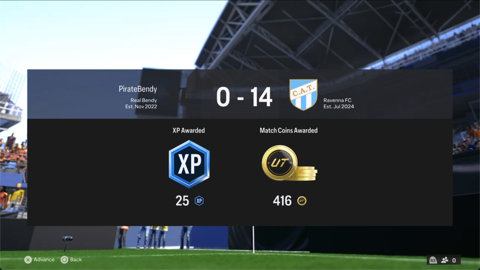 PirateBendy
Real Bendy
Est. Nov 2022
0 - 14
C.A.T.
Ravenna FC
Est. Jul 2024
XP Awarded
Match Coins Awarded
XP
UT
25 XP
416
Advance
Back
0